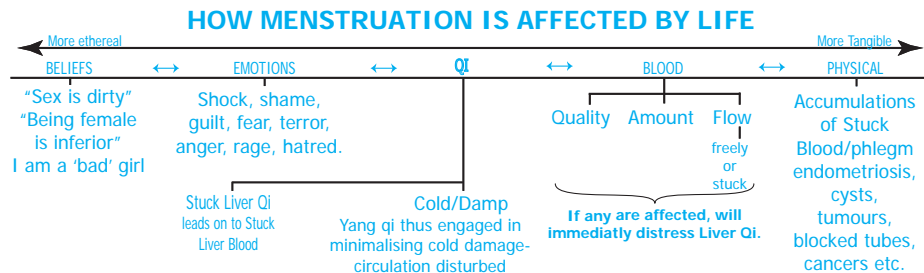 HOW MENSTRUATION IS AFFECTED BY LIFE
More ethereal
More Tangible
BELIEFS ↔ EMOTIONS ↔ QI ↔ BLOOD ↔ PHYSICAL
"Sex is dirty"
"Being female
is inferior"
I am a 'bad' girl
Shock, shame,
guilt, fear, terror,
anger, rage, hatred.
Stuck Liver Qi
leads on to Stuck
Liver Blood
Cold/Damp
Yang qi thus engaged in
minimalising cold damage-
circulation disturbed
Quality Amount Flow
freely
or
stuck
If any are affected, will
immediatly distress Liver Qi.
Accumulations
of Stuck
Blood/phlegm
endometriosis,
cysts,
tumours,
blocked tubes,
cancers etc.